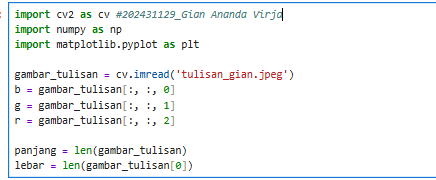 import cv2 as cv #202431129_Gian Ananda Virja
import numpy as np
import matplotlib.pyplot as plt
gambar_tulisan = cv.imread('tulisan_gian.jpeg')
b = gambar_tulisan[:, :, 0]
g = gambar_tulisan[:, :, 1]
r = gambar_tulisan[:, :, 2]
panjang = len(gambar_tulisan)
lebar = len(gambar_tulisan[0])